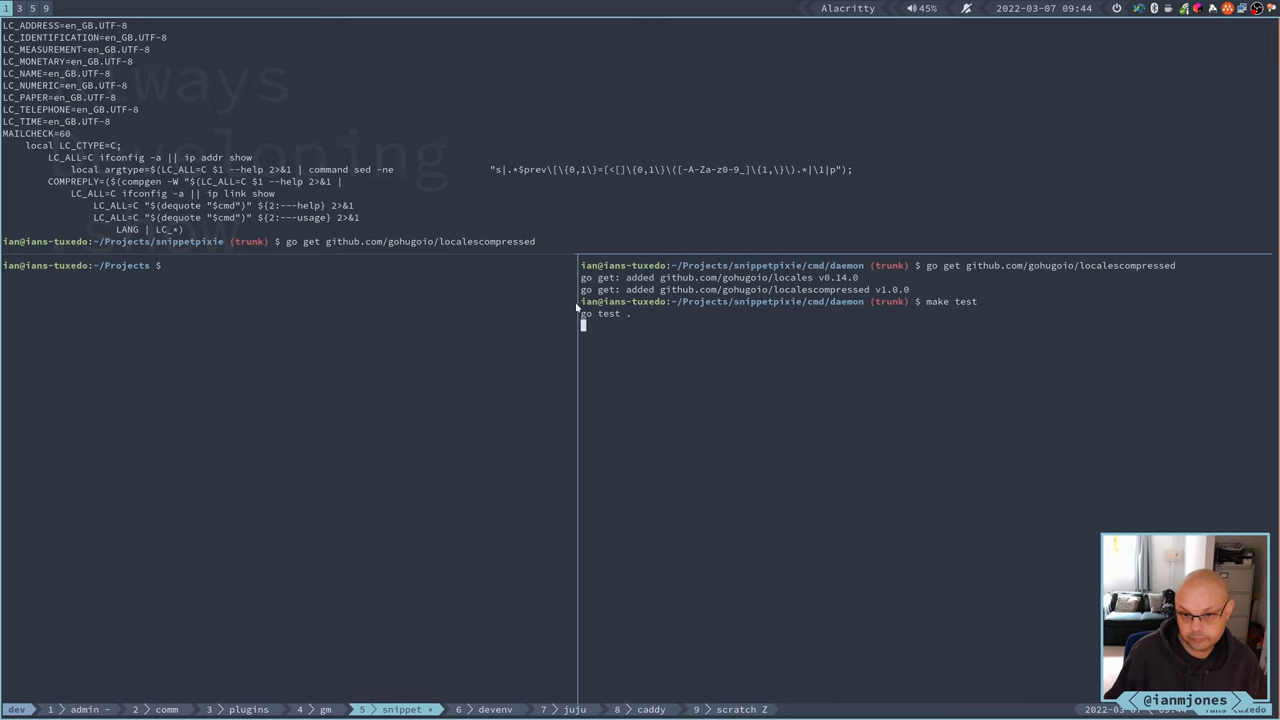 1 3 5 9
Alacritty
45%
2022-03-07 09:44
LC_ADDRESS=en_GB.UTF-8
LC_IDENTIFICATION=en_GB.UTF-8
LC_MEASUREMENT=en_GB.UTF-8
LC_MONETARY=en_GB.UTF-8
LC_NAME=en_GB.UTF-8
LC_NUMERIC=en_GB.UTF-8
LC_PAPER=en_GB.UTF-8
LC_TELEPHONE=en_GB.UTF-8
LC_TIME=en_GB.UTF-8
MAILCHECK=60
local LC_CTYPE=C;
LC_ALL=C ifconfig -a || ip addr show
local argtype=$(LC_ALL=C $1 --help 2>&1 | command sed -ne "s|.*$prev\[\{0,1\}=[<[]\{0,1\}\([-A-Za-z0-9_]\{1,\}\).*|\1|p");
COMPREPLY=($(compgen -W "$(LC_ALL=C $1 --help 2>&1 |
LC_ALL=C ifconfig -a || ip link show
LC_ALL=C "$(dequote "$cmd")" ${2:---help} 2>&1
LC_ALL=C "$(dequote "$cmd")" ${2:---usage} 2>&1
LANG | LC_*)
ian@ians-tuxedo:~/Projects/snippetpixie (trunk) $ go get github.com/gohugoio/localescompressed
ian@ians-tuxedo:~/Projects $
ian@ians-tuxedo:~/Projects/snippetpixie/cmd/daemon (trunk) $ go get github.com/gohugoio/localescompressed
go get: added github.com/gohugoio/locales v0.14.0
go get: added github.com/gohugoio/localescompressed v1.0.0
ian@ians-tuxedo:~/Projects/snippetpixie/cmd/daemon (trunk) $ make test
go test .
@ianmjones
dev 1 admin - 2 comm 3 plugins 4 gm 5 snippet * 6 devenv 7 juju 8 caddy 9 scratch Z